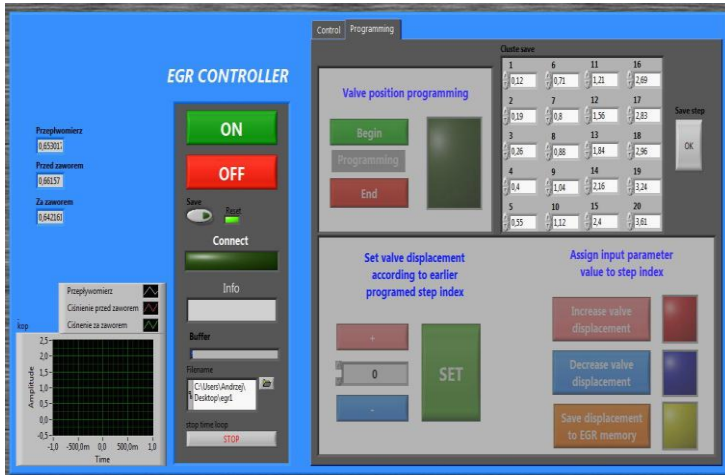 Control
Programming
EGR CONTROLLER
Przepłwomierz
0,65301
Przed zaworem
0,66157
Za zaworem
0,64216
ON
OFF
Save
Reset
Connect
Info
Buffer
Filename
C:\Users\Andrzej\
Desktop\egr1
stop time loop
STOP
Przepływomierz
Ciśnienie przed zaworem
Ciśnenie za zaworem
kop
Amplitude
2,5-
2,0-
1,5-
1,0-
0,5-
0,0-
-0,5-
-1,0 -500,0m 0,0 500,0m 1,0
Time
Valve position programming
Begin
Programming
End
Cluste save
1 6 11 16
0,12 0,71 1,21 2,69
2 7 12 17
0,19 0,8 1,56 2,83
3 8 13 18
0,26 0,88 1,84 2,96
4 9 14 19
0,4 1,04 2,16 3,24
5 10 15 20
0,55 1,12 2,4 3,61
Save step
OK
Set valve displacement
according to earlier
programed step index
+
0
-
SET
Assign input parameter
value to step index
Increase valve
displacement
Decrease valve
displacement
Save displacement
to EGR memory